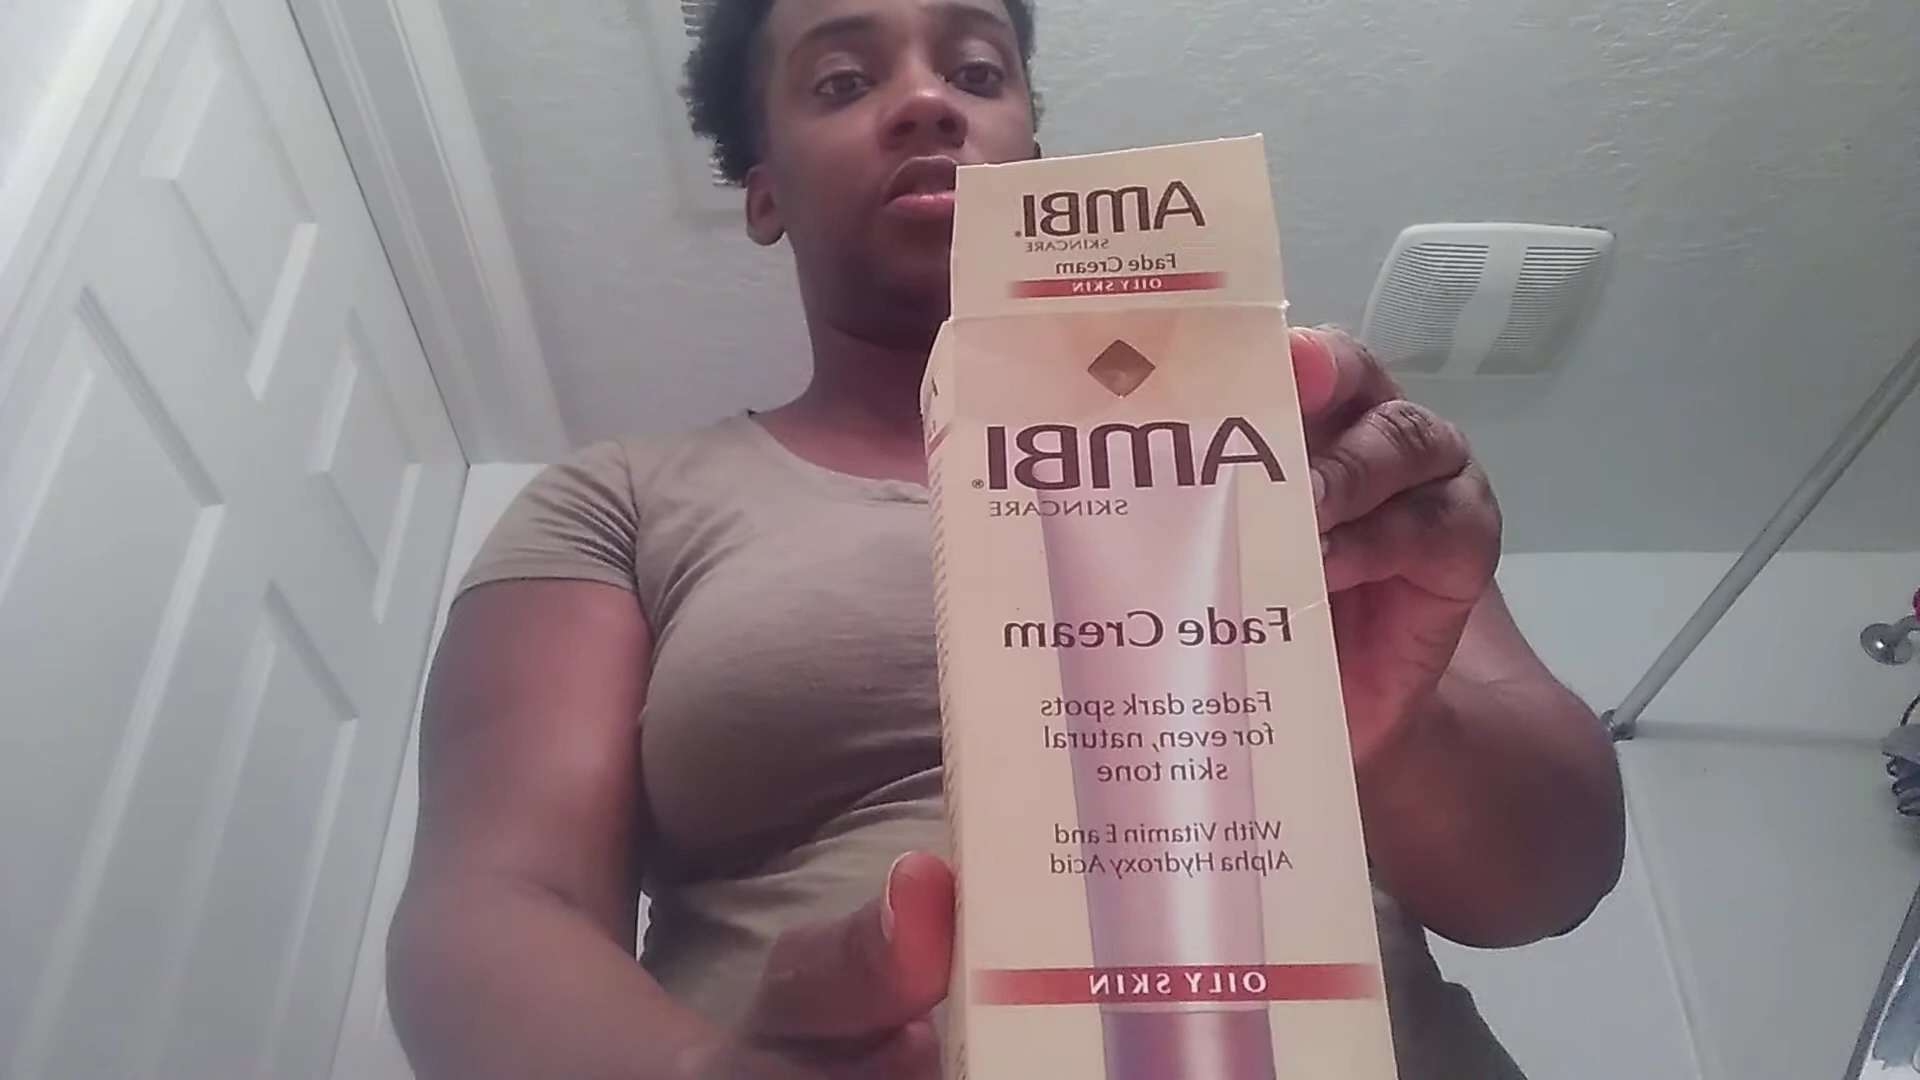 AMBI®
SKINCARE
Fade Cream
OILY SKIN
AMBI®
SKINCARE
Fade Cream
Fades dark spots
for even, natural
skin tone
With Vitamin E and
Alpha Hydroxy Acid
OILY SKIN